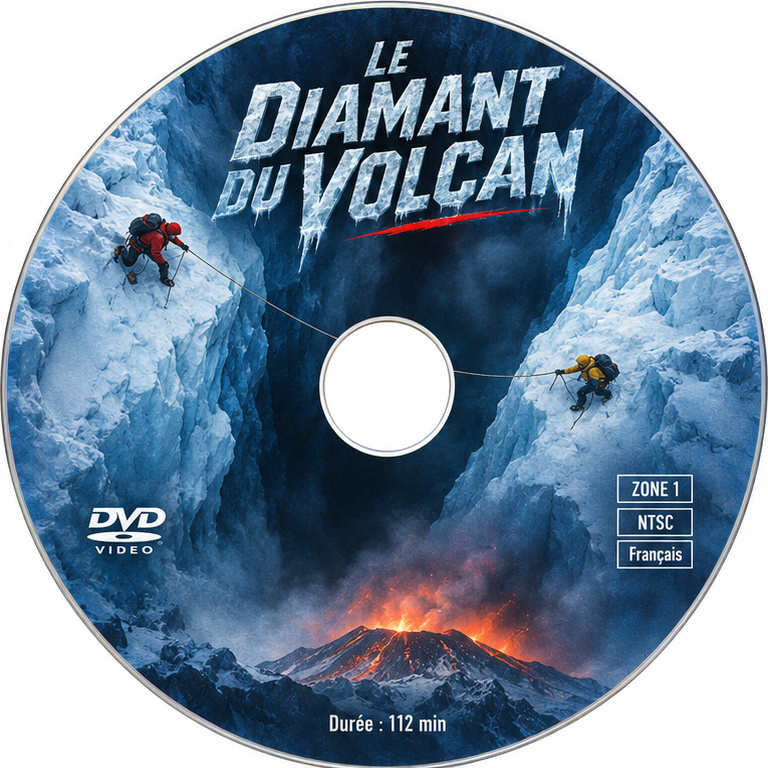 LE
DIAMANT
DU VOLCAN
ZONE 1
NTSC
Français
DVD
VIDEO
Durée : 112 min